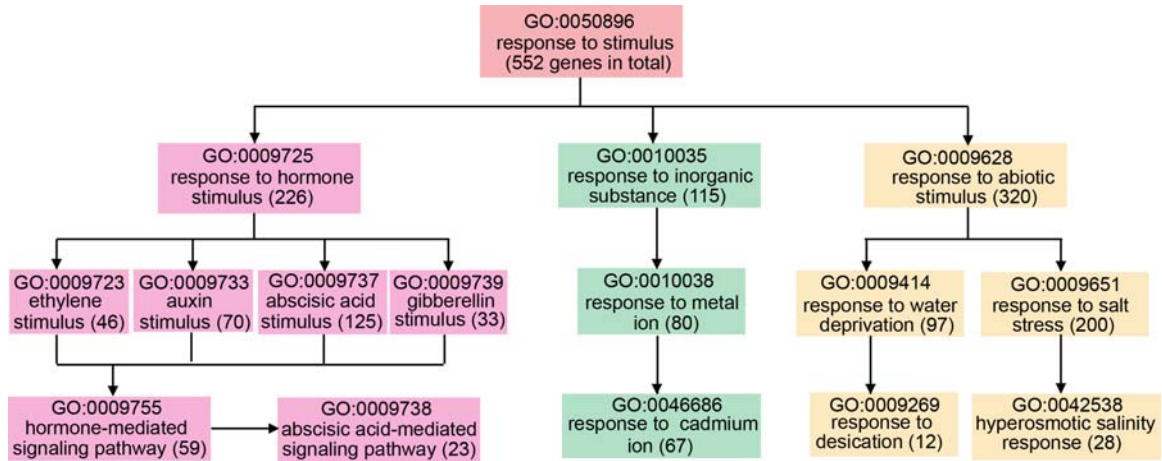 GO:0050896
response to stimulus
(552 genes in total)
GO:0009725
response to hormone
stimulus (226)
GO:0010035
response to inorganic
substance (115)
GO:0009628
response to abiotic
stimulus (320)
GO:0009723
ethylene
stimulus (46)
GO:0009733
auxin
stimulus (70)
GO:0009737
abscisic acid
stimulus (125)
GO:0009739
gibberellin
stimulus (33)
GO:0010038
response to metal
ion (80)
GO:0009414
response to water
deprivation (97)
GO:0009651
response to salt
stress (200)
GO:0009755
hormone-mediated
signaling pathway (59)
GO:0009738
abscisic acid-mediated
signaling pathway (23)
GO:0046686
response to cadmium
ion (67)
GO:0009269
response to
desication (12)
GO:0042538
hyperosmotic salinity
response (28)